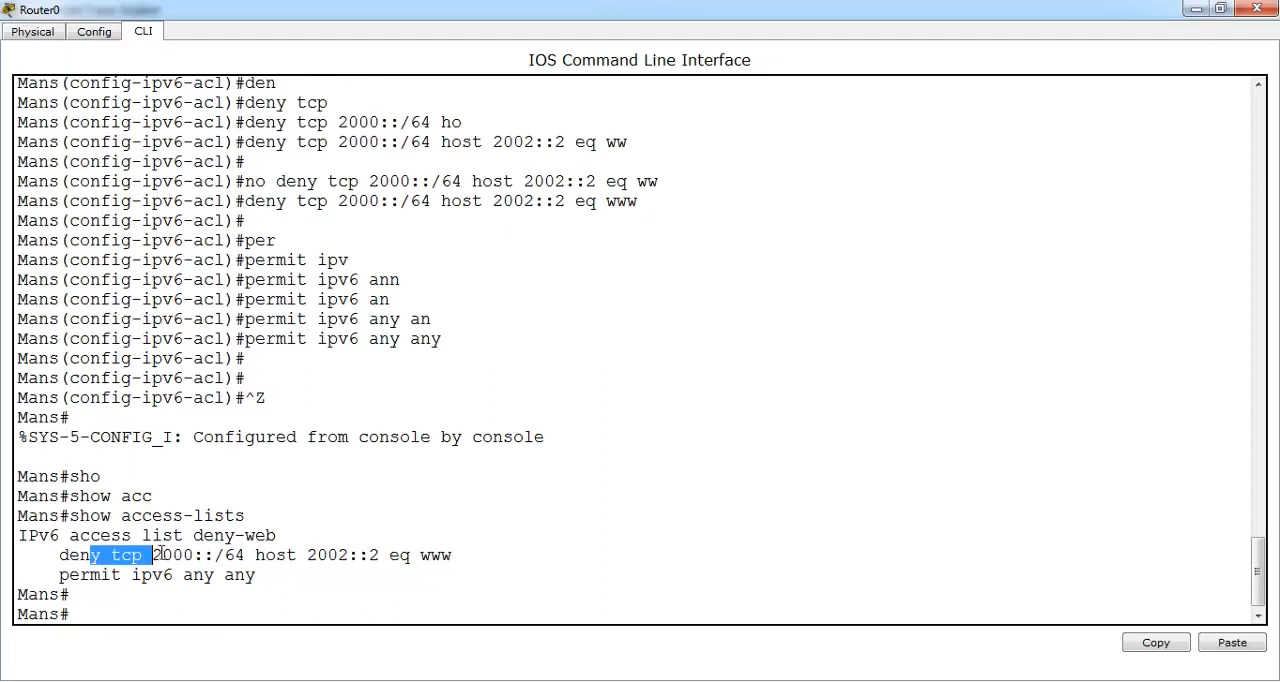 Router0
Physical Config CLI
IOS Command Line Interface
Mans(config-ipv6-acl)#den
Mans(config-ipv6-acl)#deny tcp
Mans(config-ipv6-acl)#deny tcp 2000::/64 ho
Mans(config-ipv6-acl)#deny tcp 2000::/64 host 2002::2 eq ww
Mans(config-ipv6-acl)#
Mans(config-ipv6-acl)#no deny tcp 2000::/64 host 2002::2 eq ww
Mans(config-ipv6-acl)#deny tcp 2000::/64 host 2002::2 eq www
Mans(config-ipv6-acl)#
Mans(config-ipv6-acl)#per
Mans(config-ipv6-acl)#permit ipv
Mans(config-ipv6-acl)#permit ipv6 ann
Mans(config-ipv6-acl)#permit ipv6 an
Mans(config-ipv6-acl)#permit ipv6 any an
Mans(config-ipv6-acl)#permit ipv6 any any
Mans(config-ipv6-acl)#
Mans(config-ipv6-acl)#
Mans(config-ipv6-acl)#^Z
Mans#
%SYS-5-CONFIG_I: Configured from console by console
Mans#sho
Mans#show acc
Mans#show access-lists
IPv6 access list deny-web
deny tcp 2000::/64 host 2002::2 eq www
permit ipv6 any any
Mans#
Mans#
Copy Paste